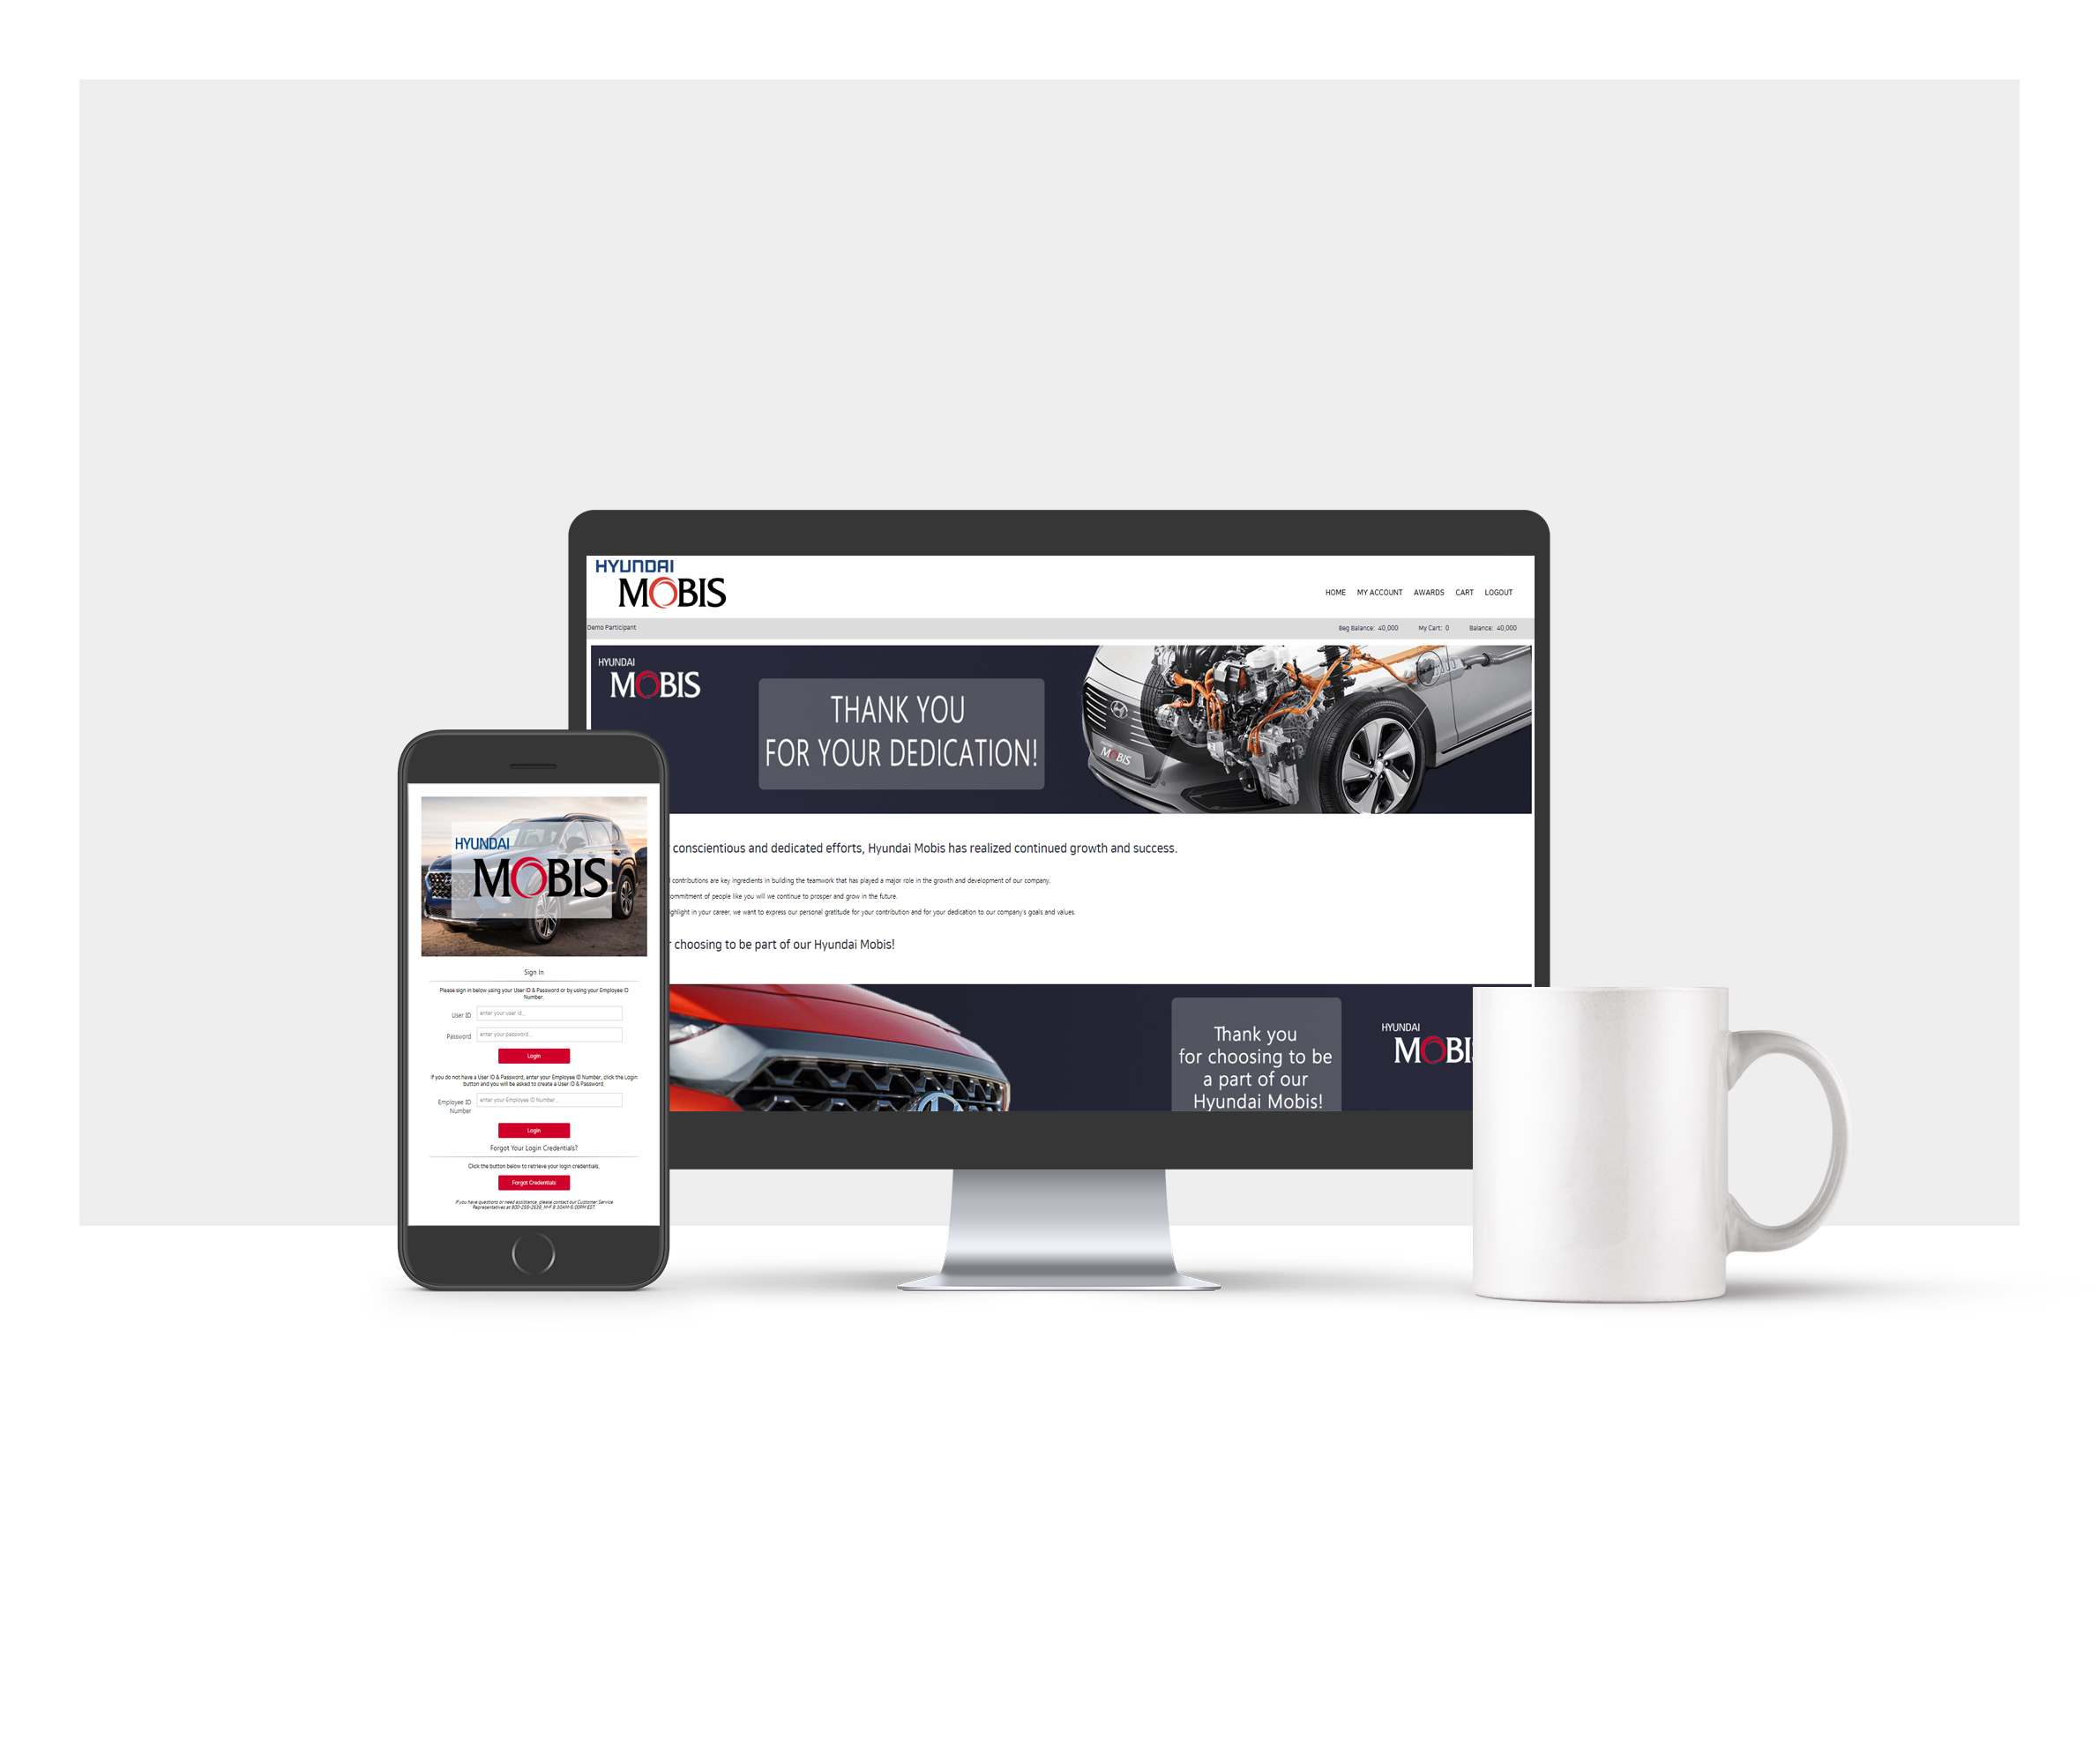 HYUNDAI
MOBIS
HOME MY ACCOUNT AWARDS CART LOGOUT
Demo Participant Beg Balance: 40,000 My Cart: 0 Balance: 40,000
HYUNDAI
MOBIS
THANK YOU
FOR YOUR DEDICATION!
MOBIS
conscientious and dedicated efforts, Hyundai Mobis has realized continued growth and success.
contributions are key ingredients in building the teamwork that has played a major role in the growth and development of our company.
ommitment of people like you will we continue to prosper and grow in the future.
ghlight in your career, we want to express our personal gratitude for your contribution and for your dedication to our company's goals and values.
choosing to be part of our Hyundai Mobis!
Thank you
for choosing to be
a part of our
Hyundai Mobis!
HYUNDAI
MOBI
HYUNDAI
MOBIS
Sign In
Please sign in below using your User ID & Password or by using your Employee ID
Number.
User ID enter your user id...
Password enter your password...
Login
If you do not have a User ID & Password, enter your Employee ID Number, click the Login
button and you will be asked to create a User ID & Password.
Employee ID
Number enter your Employee ID Number...
Login
Forgot Your Login Credentials?
Click the button below to retrieve your login credentials.
Forgot Credentials
If you have questions or need assistance, please contact our Customer Service
Representatives at 800-259-2639, M-F 8:30AM-5:00PM EST.